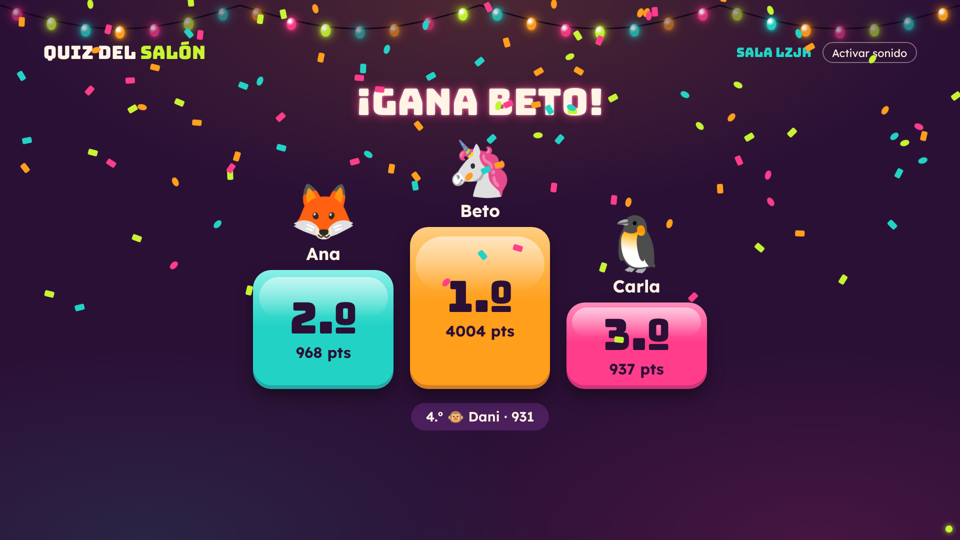 QUIZ DEL SALÓN
SALA LZJA
Activar sonido
¡GANA BETO!
Beto
Ana
Carla
1.º
4004 pts
2.º
968 pts
3.º
937 pts
4.º 🐵 Dani · 931